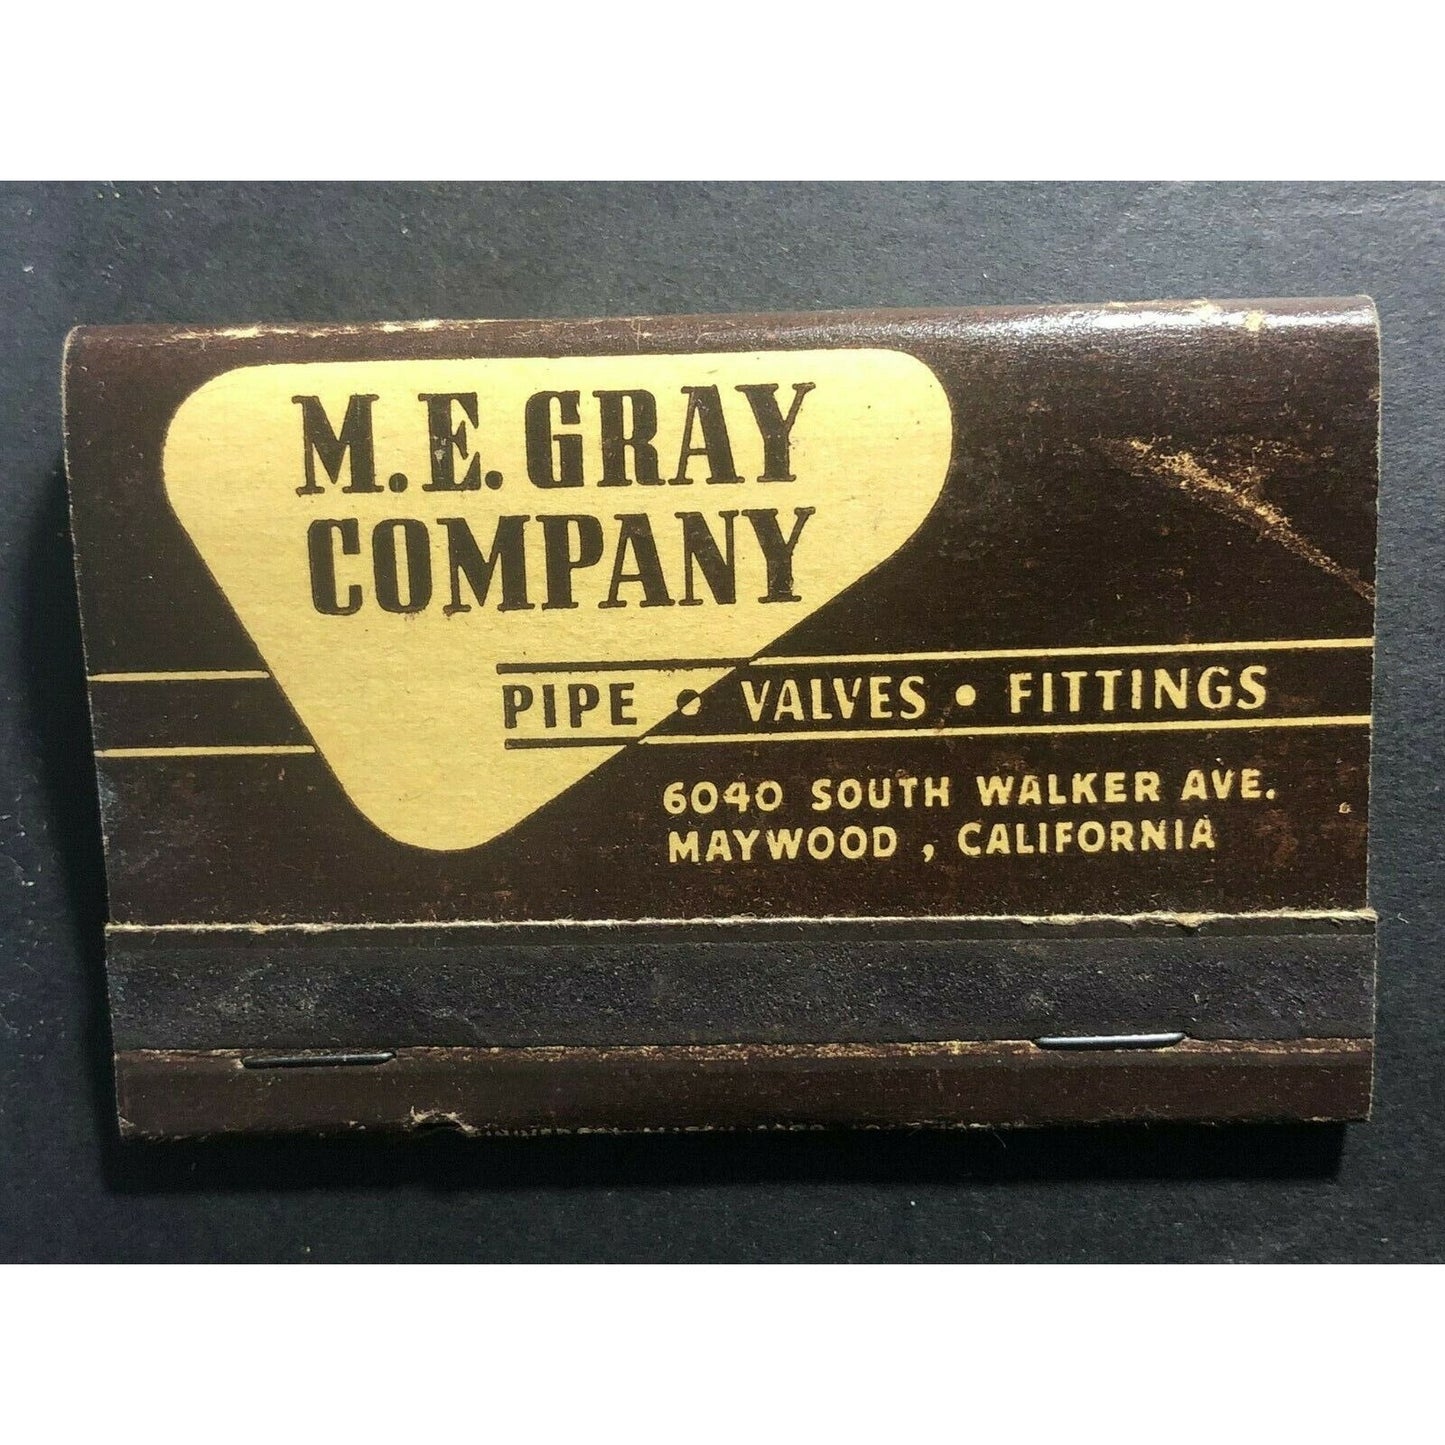 M.E. GRAY
COMPANY
PIPE • VALVES • FITTINGS
6040 SOUTH WALKER AVE.
MAYWOOD, CALIFORNIA